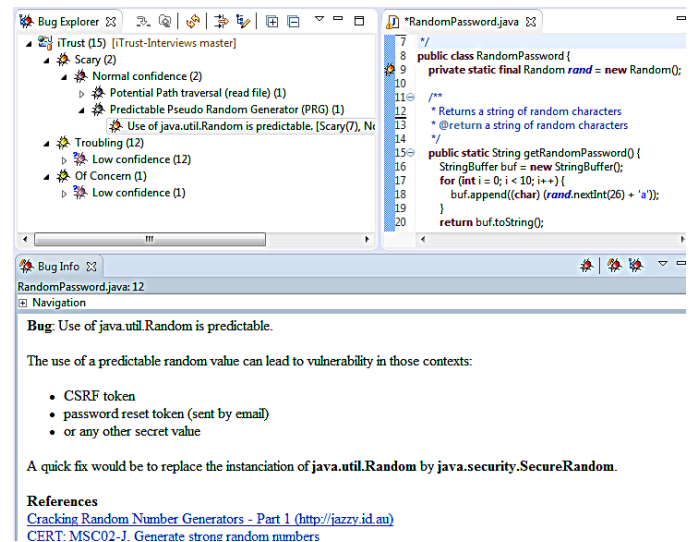 Bug Explorer
iTrust (15) [iTrust-Interviews master]
Scary (2)
Normal confidence (2)
Potential Path traversal (read file) (1)
Predictable Pseudo Random Generator (PRG) (1)
Use of java.util.Random is predictable. [Scary(7), No
Troubling (12)
Low confidence (12)
Of Concern (1)
Low confidence (1)
*RandomPassword.java
7 */
8 public class RandomPassword {
9 private static final Random rand = new Random();
10
11 /**
12 * Returns a string of random characters
13 * @return a string of random characters
14 */
15 public static String getRandomPassword() {
16 StringBuffer buf = new StringBuffer();
17 for (int i = 0; i < 10; i++) {
18 buf.append((char) (rand.nextInt(26) + 'a'));
19 }
20 return buf.toString();
Bug Info
RandomPassword.java: 12
Navigation
Bug: Use of java.util.Random is predictable.
The use of a predictable random value can lead to vulnerability in those contexts:
• CSRF token
• password reset token (sent by email)
• or any other secret value
A quick fix would be to replace the instanciation of java.util.Random by java.security.SecureRandom.
References
Cracking Random Number Generators - Part 1 (http://jazzy.id.au)
CERT: MSC02-J. Generate strong random numbers